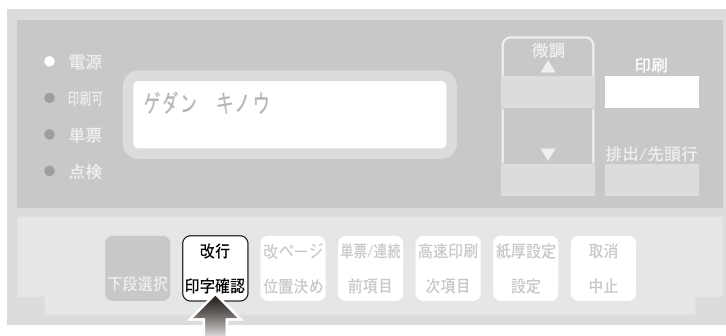 電源
印刷可
単票
点検
ゲダン キノウ
微調
▲
▼
印刷
排出/先頭行
下段選択
改行
印字確認
改ページ
位置決め
単票/連続
前項目
高速印刷
次項目
紙厚設定
設定
取消
中止